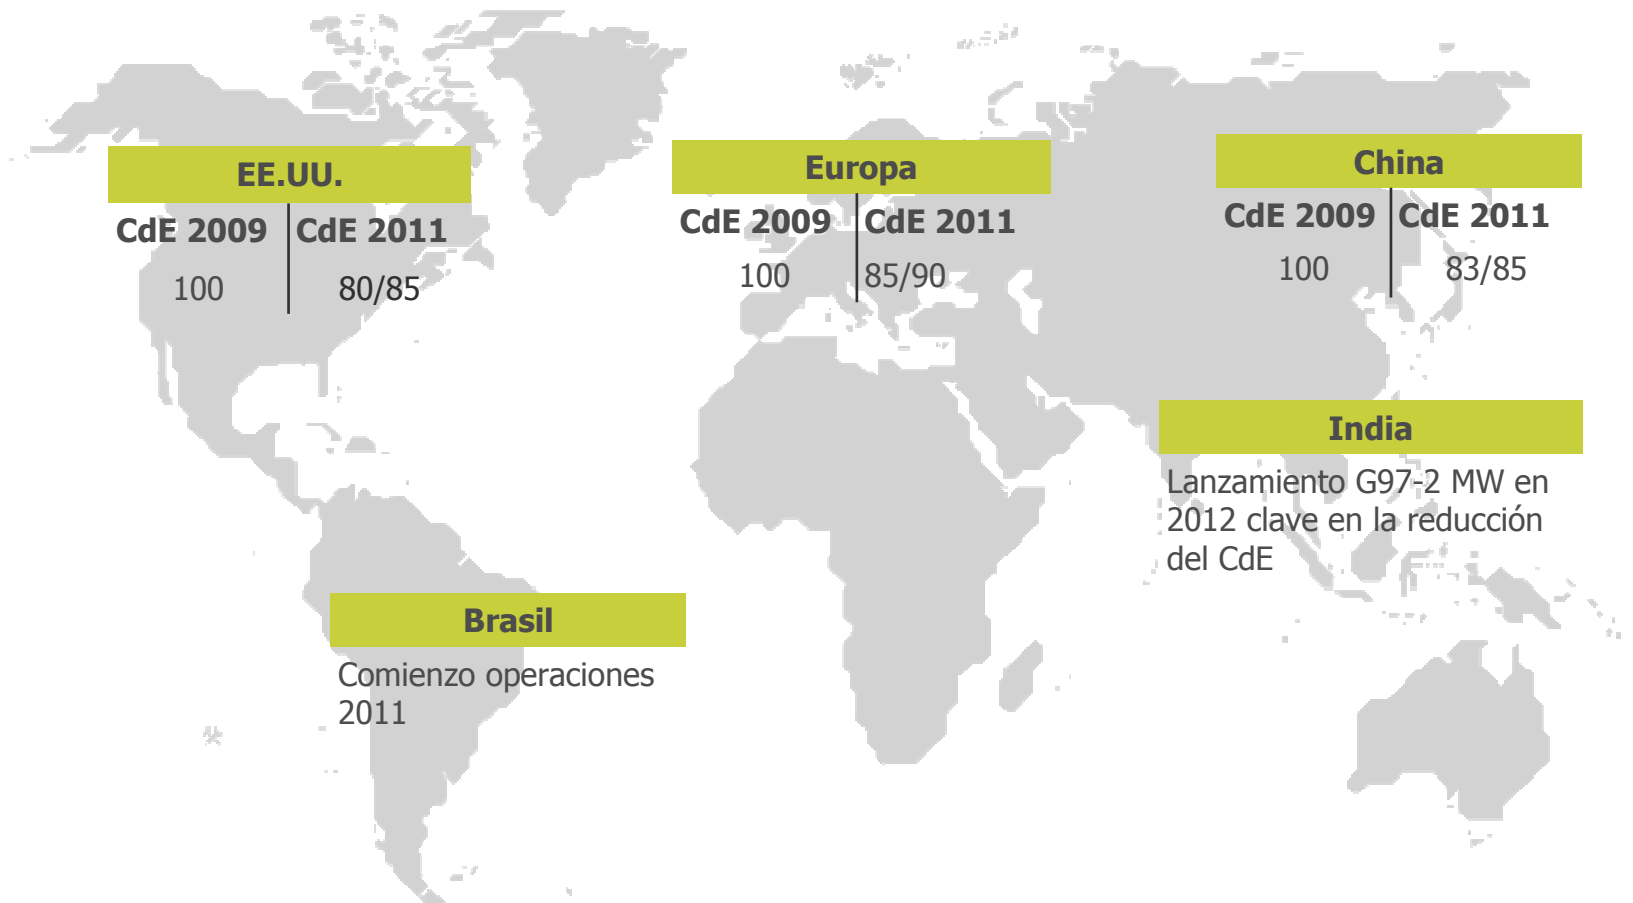 EE.UU.
CdE 2009 CdE 2011
100 80/85
Europa
CdE 2009 CdE 2011
100 85/90
China
CdE 2009 CdE 2011
100 83/85
India
Lanzamiento G97-2 MW en
2012 clave en la reducción
del CdE
Brasil
Comienzo operaciones
2011